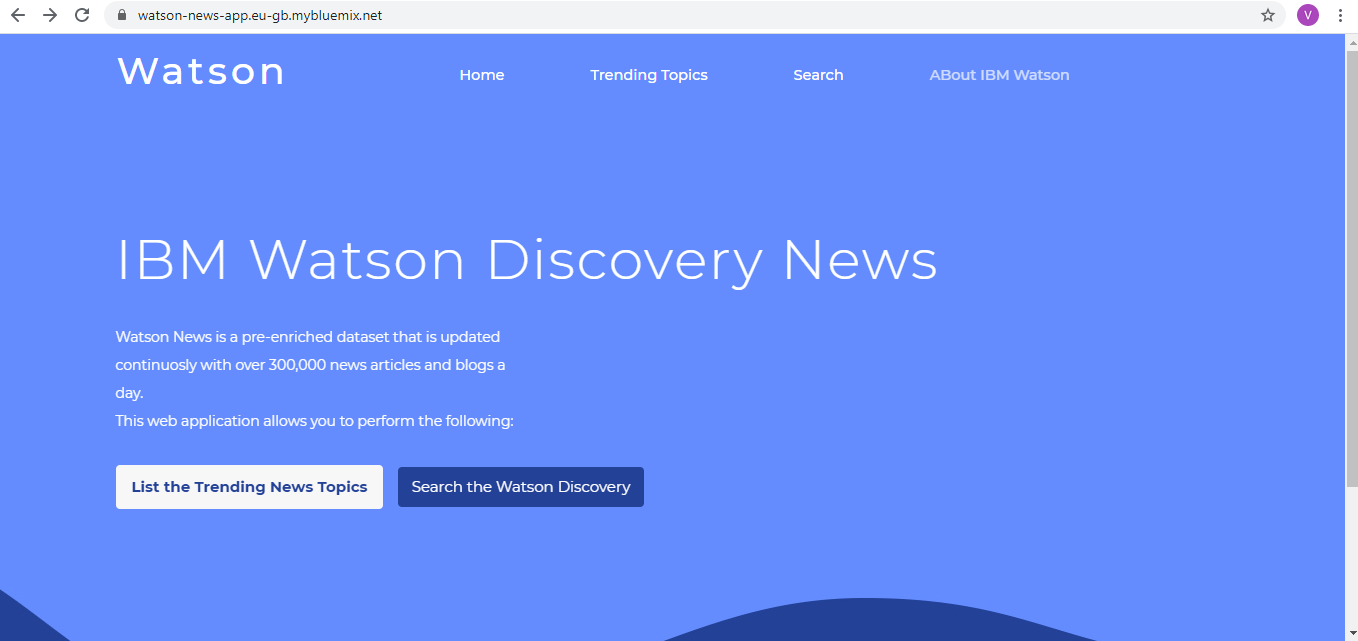 watson-news-app.eu-gb.mybluemix.net
V
Watson
Home Trending Topics Search ABout IBM Watson
IBM Watson Discovery News
Watson News is a pre-enriched dataset that is updated
continuosly with over 300,000 news articles and blogs a
day.
This web application allows you to perform the following:
List the Trending News Topics Search the Watson Discovery